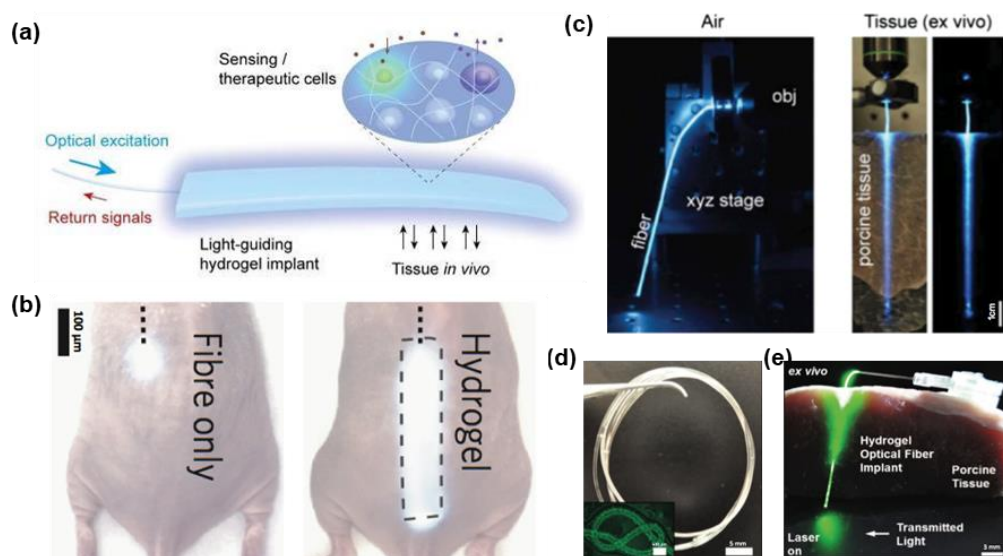 (a)
Sensing /
therapeutic cells
Optical excitation
Return signals
Light-guiding
hydrogel implant
Tissue in vivo
(b)
100 μm
Fibre only
Hydrogel
(c)
Air
obj
xyz stage
fiber
Tissue (ex vivo)
porcine tissue
1cm
(d)
5 mm
(e)
ex vivo
Hydrogel
Optical Fiber
Implant
Porcine
Tissue
Laser
on
Transmitted
Light
5 mm